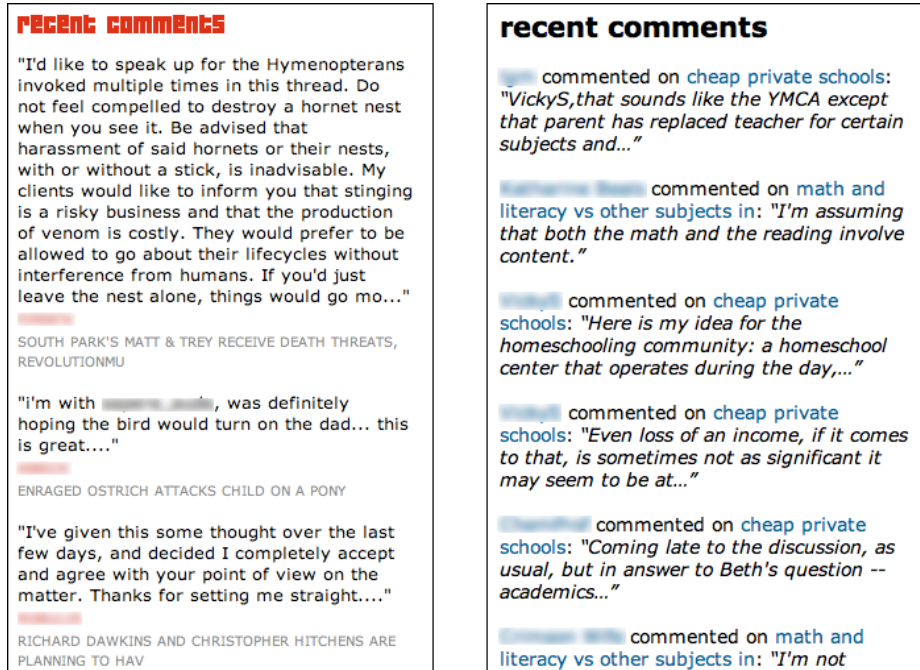 recent comments
"I'd like to speak up for the Hymenopterans
invoked multiple times in this thread. Do
not feel compelled to destroy a hornet nest
when you see it. Be advised that
harassment of said hornets or their nests,
with or without a stick, is inadvisable. My
clients would like to inform you that stinging
is a risky business and that the production
of venom is costly. They would prefer to be
allowed to go about their lifecycles without
interference from humans. If you'd just
leave the nest alone, things would go mo..."
SOUTH PARK'S MATT & TREY RECEIVE DEATH THREATS,
REVOLUTIONMU
"i'm with , was definitely
hoping the bird would turn on the dad... this
is great...."
ENRAGED OSTRICH ATTACKS CHILD ON A PONY
"I've given this some thought over the last
few days, and decided I completely accept
and agree with your point of view on the
matter. Thanks for setting me straight...."
RICHARD DAWKINS AND CHRISTOPHER HITCHENS ARE
PLANNING TO HAV
recent comments
commented on cheap private schools:
"VickyS,that sounds like the YMCA except
that parent has replaced teacher for certain
subjects and…"
commented on math and
literacy vs other subjects in: "I'm assuming
that both the math and the reading involve
content."
commented on cheap private
schools: "Here is my idea for the
homeschooling community: a homeschool
center that operates during the day,…"
commented on cheap private
schools: "Even loss of an income, if it comes
to that, is sometimes not as significant it
may seem to be at…"
commented on cheap private
schools: "Coming late to the discussion, as
usual, but in answer to Beth's question --
academics…"
commented on math and
literacy vs other subjects in: "I'm not